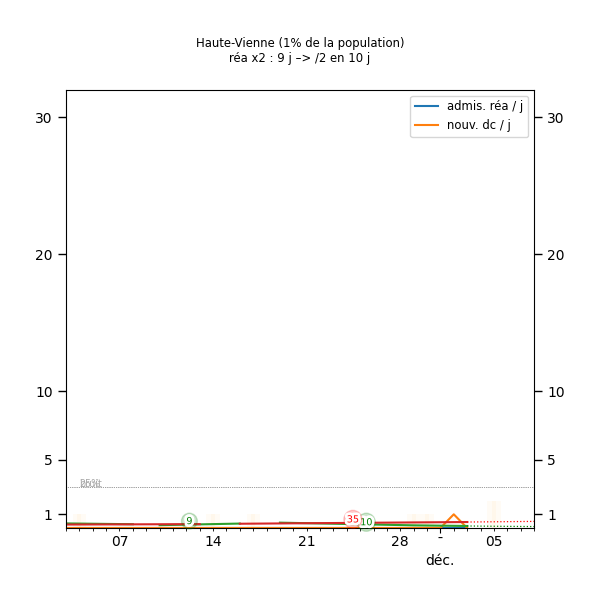 Haute-Vienne (1% de la population)
réa x2 : 9 j –> /2 en 10 j
admis. réa / j
nouv. dc / j
30 30
20 20
10 10
5 5
1 1
9 35 10
07 14 21 28 - 05
déc.